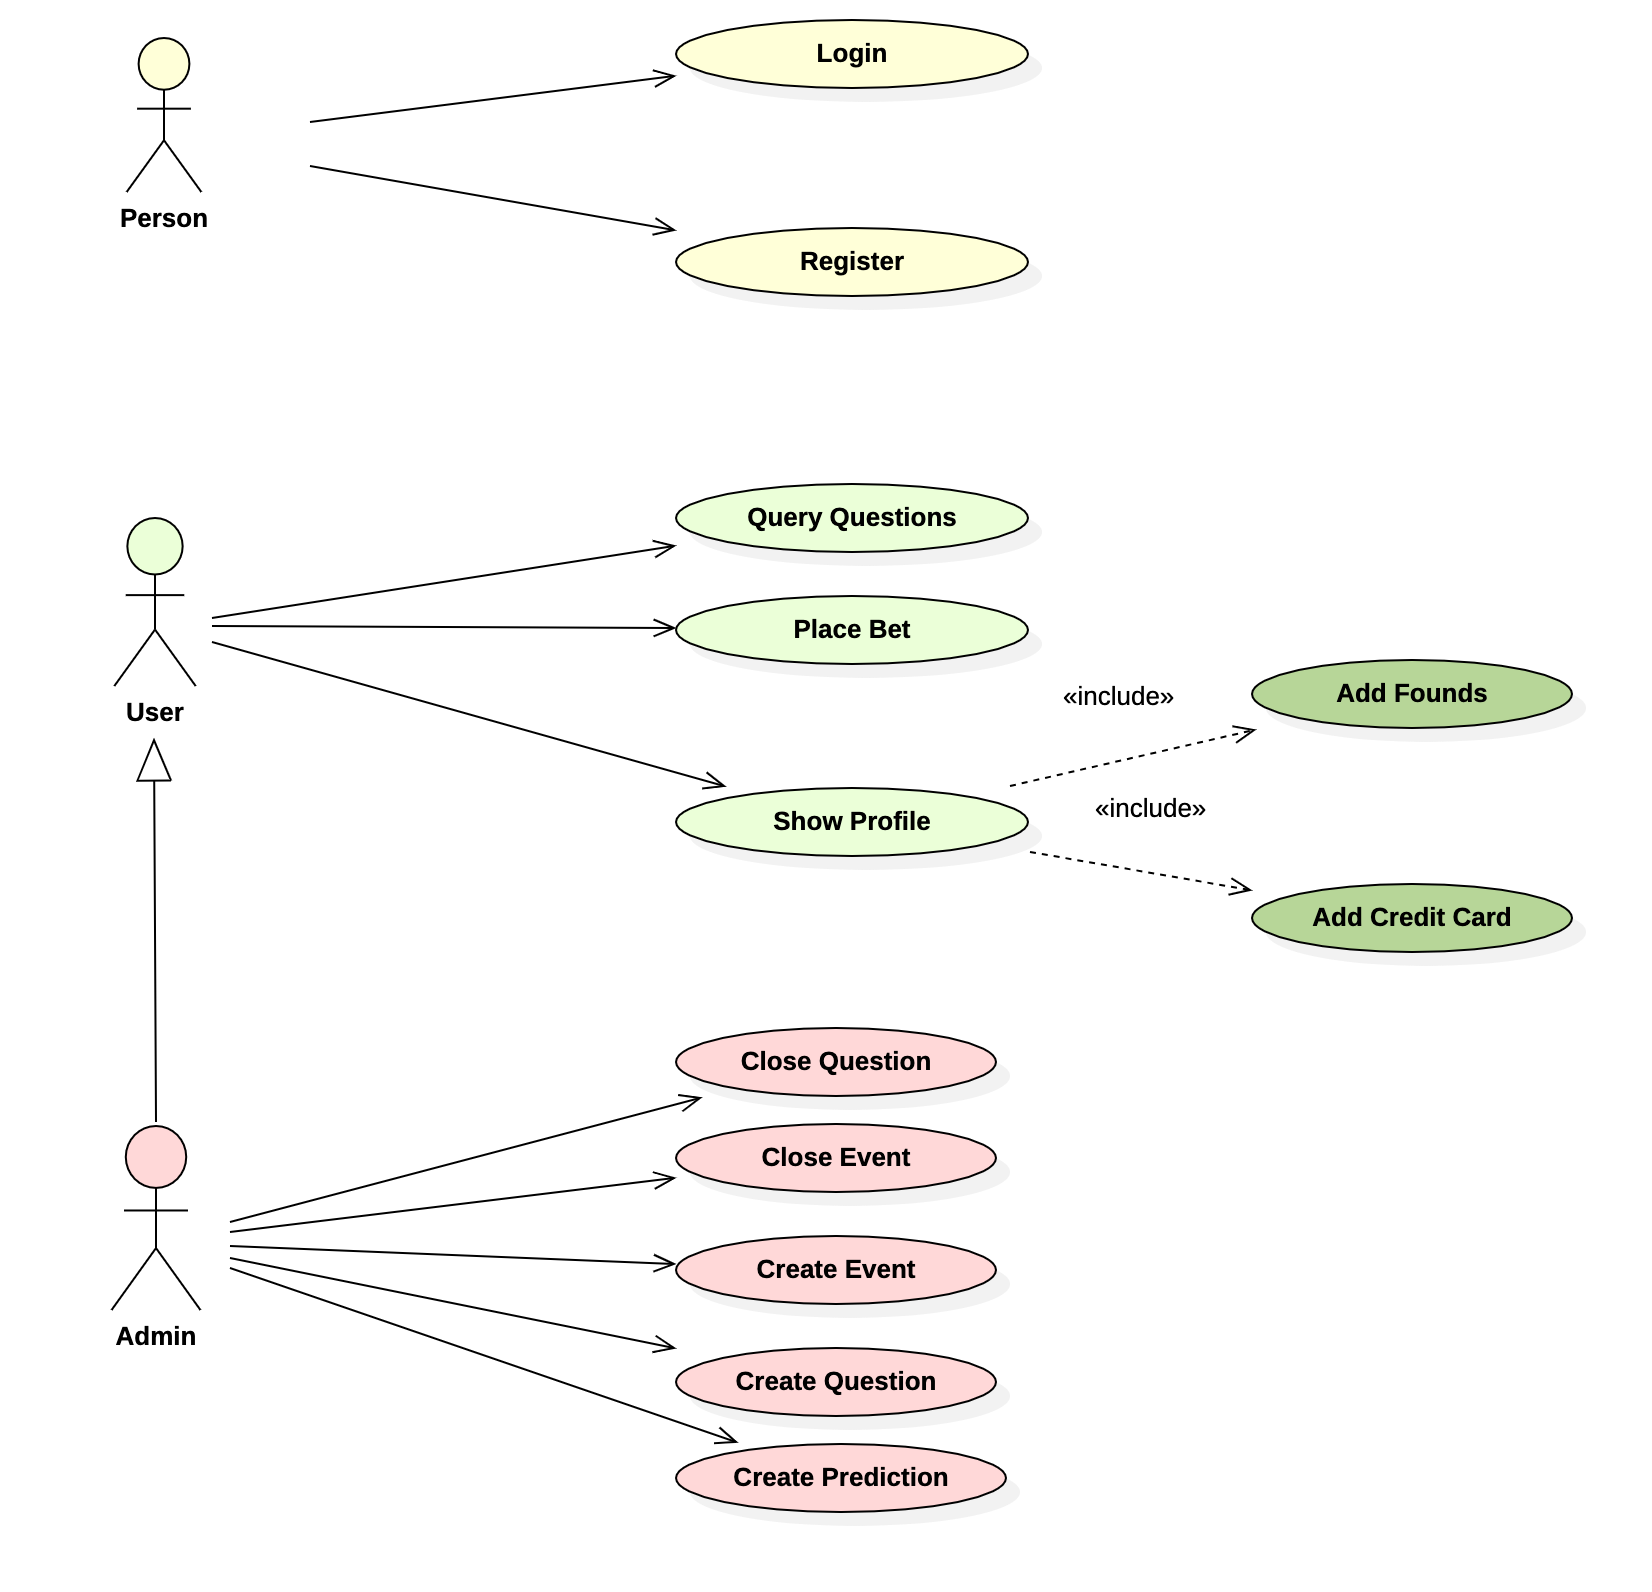 Login
Person
Register
Query Questions
Place Bet
User
«include»
Add Founds
Show Profile
«include»
Add Credit Card
Close Question
Close Event
Create Event
Admin
Create Question
Create Prediction